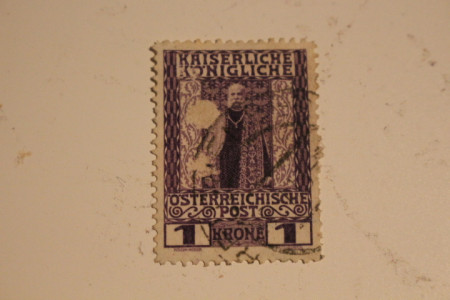 KAISERLICHE
KÖNIGLICHE
ÖSTERREICHISCHE
POST
1 KRONE 1